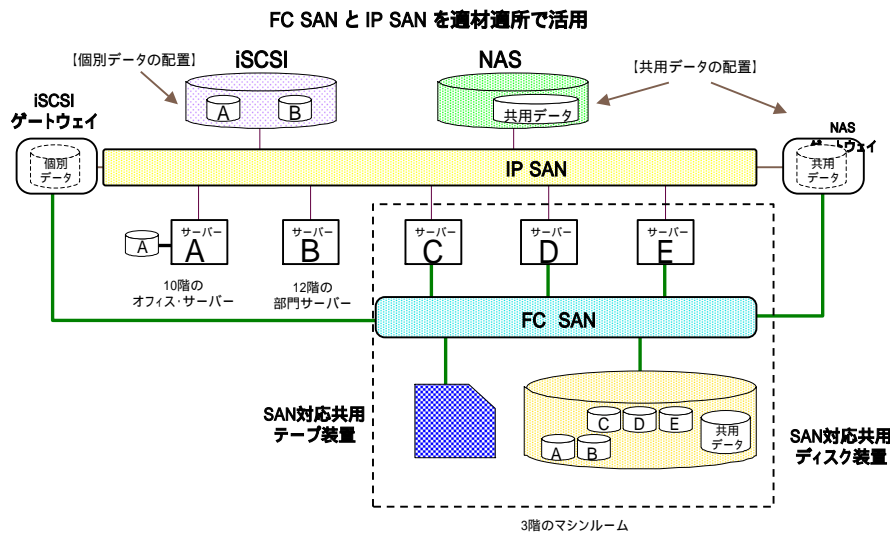 FC SAN と IP SAN を適材適所で活用
【個別データの配置】
iSCSI
NAS
【共用データの配置】
iSCSI
ゲートウェイ
A
B
共用データ
NAS
ゲートウェイ
個別
データ
IP SAN
共用
データ
A
サーバー
A
サーバー
B
サーバー
C
サーバー
D
サーバー
E
10階の
オフィス・サーバー
12階の
部門サーバー
FC SAN
SAN対応共用
テープ装置
C
D
E
A
B
共用
データ
SAN対応共用
ディスク装置
3階のマシンルーム